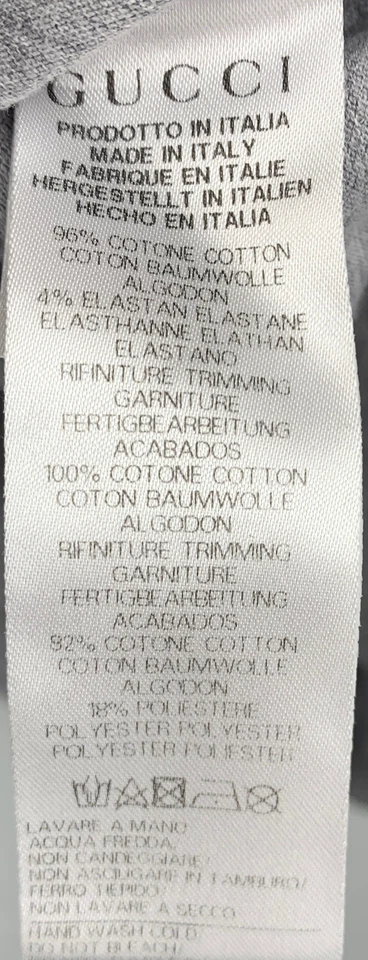 GUCCI
PRODOTTO IN ITALIA
MADE IN ITALY
FABRIQUE EN ITALIE
HERGESTELLT IN ITALIEN
HECHO EN ITALIA
96% COTONE COTTON
COTON BAUMWOLLE
ALGODON
4% ELASTAN ELASTANE
ELASTHANNE ELATHAN
ELASTANO
RIFINITURE TRIMMING
GARNITURE
FERTIGBEARBEITUNG
ACABADOS
100% COTONE COTTON
COTON BAUMWOLLE
ALGODON
RIFINITURE TRIMMING
GARNITURE
FERTIGBEARBEITUNG
ACABADOS
82% COTONE COTTON
COTON BAUMWOLLE
ALGODON
18% POLIESTERE
POLYESTER POLYESTER
POLYESTER POLIESTER
LAVARE A MANO
ACQUA FREDDA/
NON CANDEGGIARE/
NON ASCIUGARE IN TAMBURO/
FERRO TIEPIDO/
NON LAVARE A SECCO
HAND WASH COLD
DO NOT BLEACH/